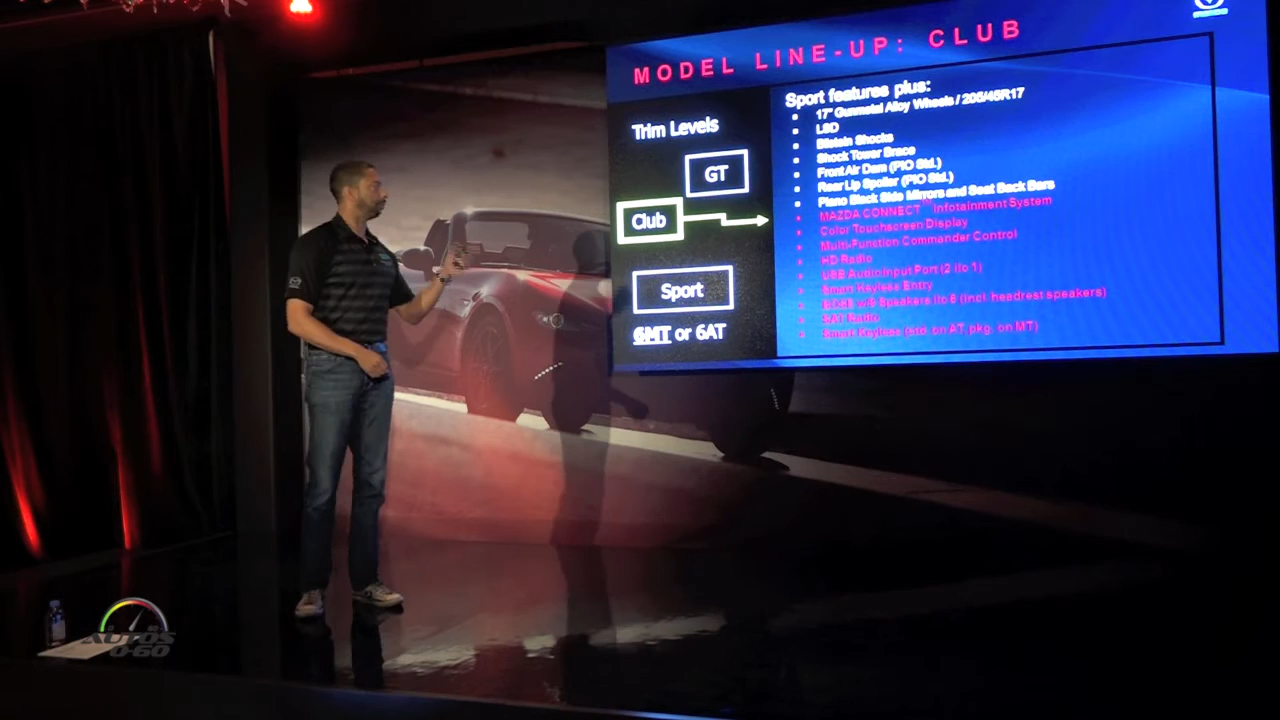 MODEL LINE-UP: CLUB
Trim Levels
GT
Club
Sport
6MT or 6AT
Sport features plus:
17" Gunmetal Alloy Wheels / 205/45R17
LSD
Bilstein Shocks
Shock Tower Brace
Front Air Dam (PIO Std.)
Rear Lip Spoiler (PIO Std.)
Piano Black Side Mirrors and Seat Back Bars
MAZDA CONNECT™ Infotainment System
Color Touchscreen Display
Multi-Function Commander Control
HD Radio
USB Audio Input Port (2 to 1)
Smart Keyless Entry
Speakers (incl. headrest speakers)
SAT Radio
Smart Keyless (std. on AT, pkg. on MT)
AUTOS
0-60